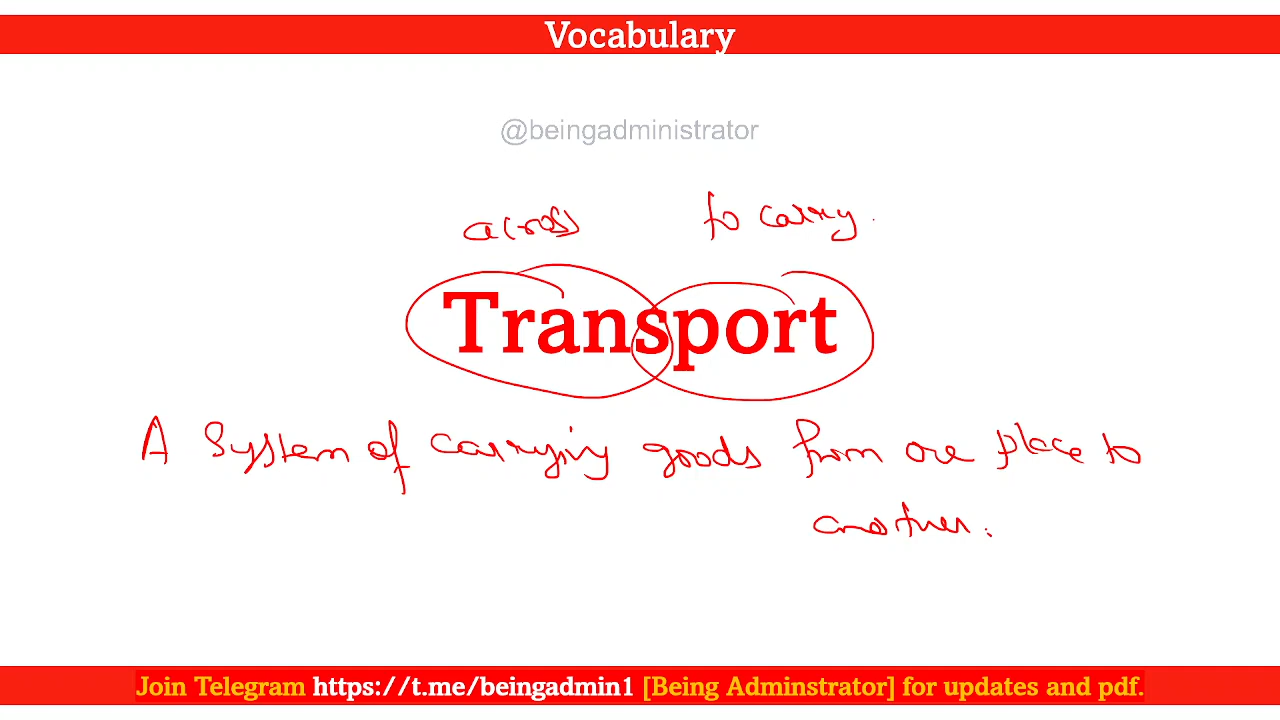 Vocabulary
@beingadministrator
across to carry.
Transport
A System of carrying goods from one place to
another.
Join Telegram https://t.me/beingadmin1 [Being Adminstrator] for updates and pdf.